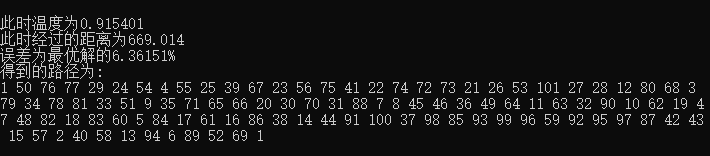 此时温度为0.915401
此时经过的距离为669.014
误差为最优解的6.36151%
得到的路径为:
1 50 76 77 29 24 54 4 55 25 39 67 23 56 75 41 22 74 72 73 21 26 53 101 27 28 12 80 68 3
79 34 78 81 33 51 9 35 71 65 66 20 30 70 31 88 7 8 45 46 36 49 64 11 63 32 90 10 62 19 4
7 48 82 18 83 60 5 84 17 61 16 86 38 14 44 91 100 37 98 85 93 99 96 59 92 95 97 87 42 43
15 57 2 40 58 13 94 6 89 52 69 1